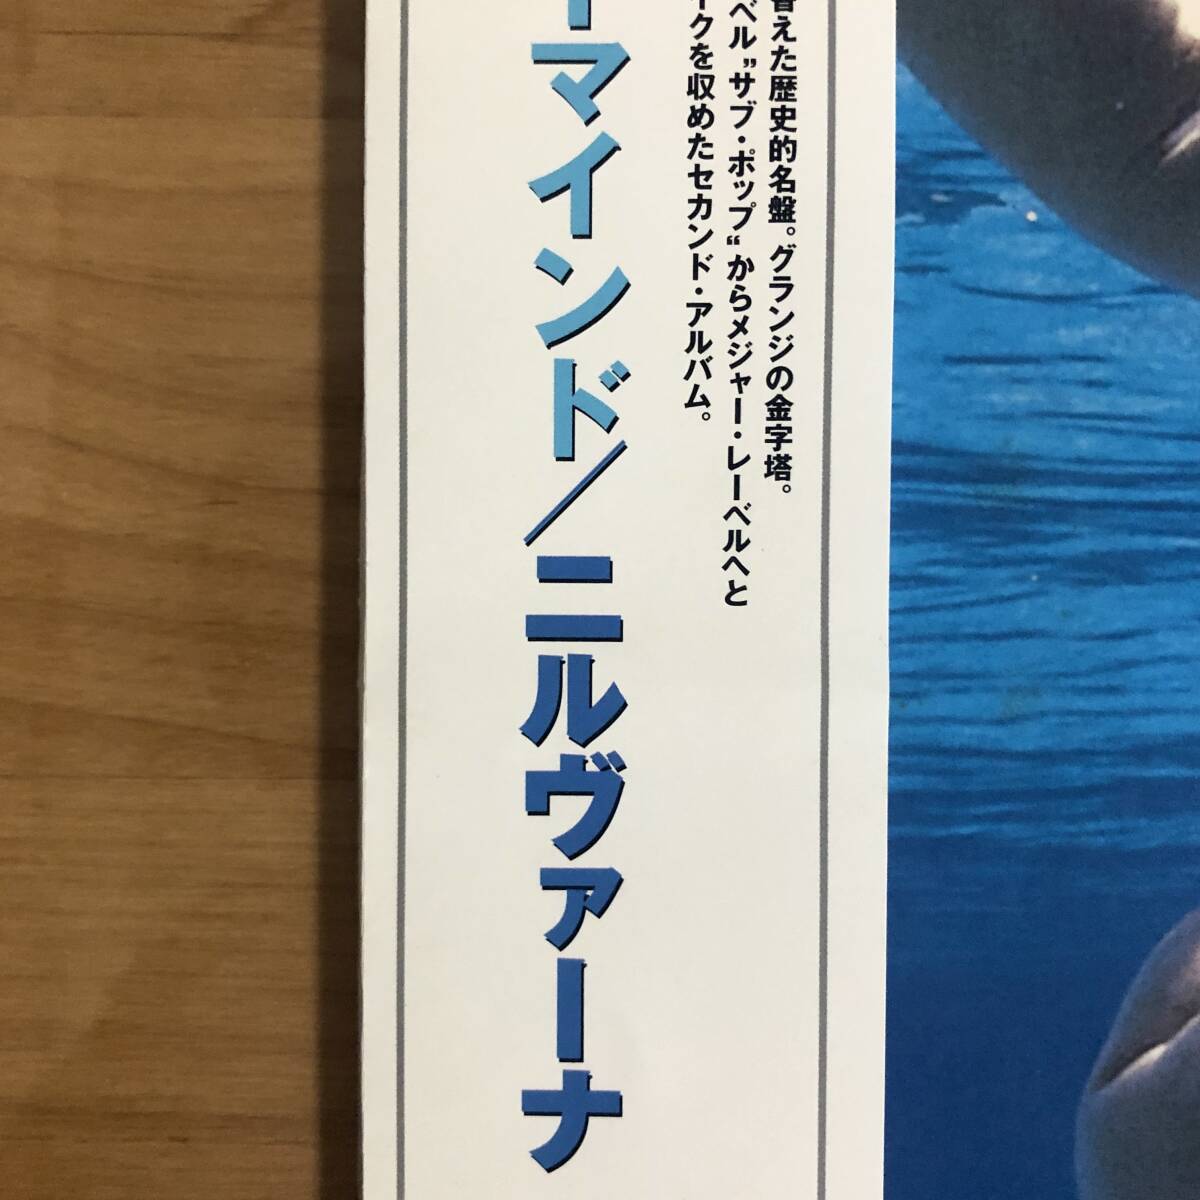 替えた歴史的名盤。グランジの金字塔。
ベル"サブ・ポップ"からメジャー・レーベルへと
イクを収めたセカンド・アルバム。
ーマインド/ニルヴァーナ